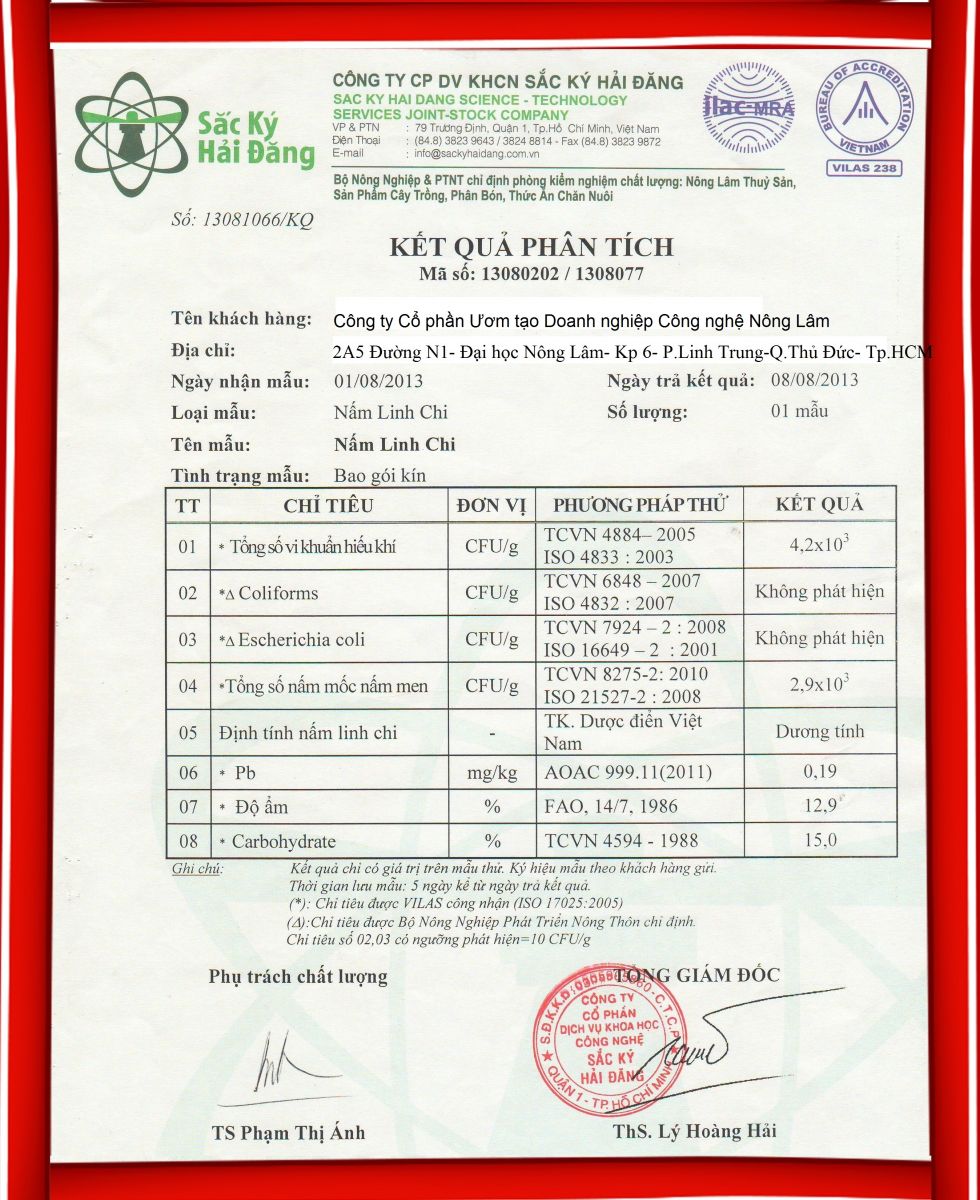 Sắc Ký
Hải Đăng
CÔNG TY CP DV KHCN SẮC KÝ HẢI ĐĂNG
SAC KY HAI DANG SCIENCE - TECHNOLOGY
SERVICES JOINT-STOCK COMPANY
VP & PTN : 79 Trương Định, Quận 1, Tp.Hồ Chí Minh, Việt Nam
Điện Thoại : (84.8) 3823 9643 / 3824 8814 - Fax (84.8) 3823 9872
E-mail : info@sackyhaidang.com.vn
ilac-MRA
BUREAU OF ACCREDITATION
VIETNAM
VILAS 238
Bộ Nông Nghiệp & PTNT chỉ định phòng kiểm nghiệm chất lượng: Nông Lâm Thuỷ Sản,
Sản Phẩm Cây Trồng, Phân Bón, Thức Ăn Chăn Nuôi
Số: 13081066/KQ
KẾT QUẢ PHÂN TÍCH
Mã số: 13080202 / 1308077
Tên khách hàng: Công ty Cổ phần Ươm tạo Doanh nghiệp Công nghệ Nông Lâm
Địa chỉ: 2A5 Đường N1- Đại học Nông Lâm- Kp 6- P.Linh Trung-Q.Thủ Đức- Tp.HCM
Ngày nhận mẫu: 01/08/2013 Ngày trả kết quả: 08/08/2013
Loại mẫu: Nấm Linh Chi Số lượng: 01 mẫu
Tên mẫu: Nấm Linh Chi
Tình trạng mẫu: Bao gói kín
TT CHỈ TIÊU ĐƠN VỊ PHƯƠNG PHÁP THỬ KẾT QUẢ
01 * Tổng số vi khuẩn hiếu khí CFU/g TCVN 4884– 2005 4,2x10³
ISO 4833 : 2003
02 *Δ Coliforms CFU/g TCVN 6848 – 2007 Không phát hiện
ISO 4832 : 2007
03 *Δ Escherichia coli CFU/g TCVN 7924 – 2 : 2008 Không phát hiện
ISO 16649 – 2 : 2001
04 *Tổng số nấm mốc nấm men CFU/g TCVN 8275-2: 2010 2,9x10³
ISO 21527-2 : 2008
05 Định tính nấm linh chi - TK. Dược điển Việt Dương tính
Nam
06 * Pb mg/kg AOAC 999.11(2011) 0,19
07 * Độ ẩm % FAO, 14/7, 1986 12,9
08 * Carbohydrate % TCVN 4594 - 1988 15,0
Ghi chú: Kết quả chỉ có giá trị trên mẫu thử. Ký hiệu mẫu theo khách hàng gửi.
Thời gian lưu mẫu: 5 ngày kể từ ngày trả kết quả.
(*): Chỉ tiêu được VILAS công nhận (ISO 17025:2005)
(Δ):Chỉ tiêu được Bộ Nông Nghiệp Phát Triển Nông Thôn chỉ định.
Chỉ tiêu số 02,03 có ngưỡng phát hiện=10 CFU/g
Phụ trách chất lượng TỔNG GIÁM ĐỐC
CÔNG TY
CỔ PHẦN
DỊCH VỤ KHOA HỌC
CÔNG NGHỆ
SẮC KÝ
HẢI ĐĂNG
QUẬN 1 - TP. HỒ CHÍ MINH
TS Phạm Thị Ánh ThS. Lý Hoàng Hải